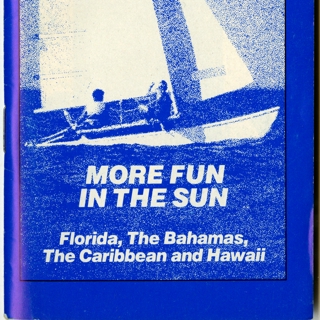 MORE FUN
IN THE SUN
Florida, The Bahamas,
The Caribbean and Hawaii